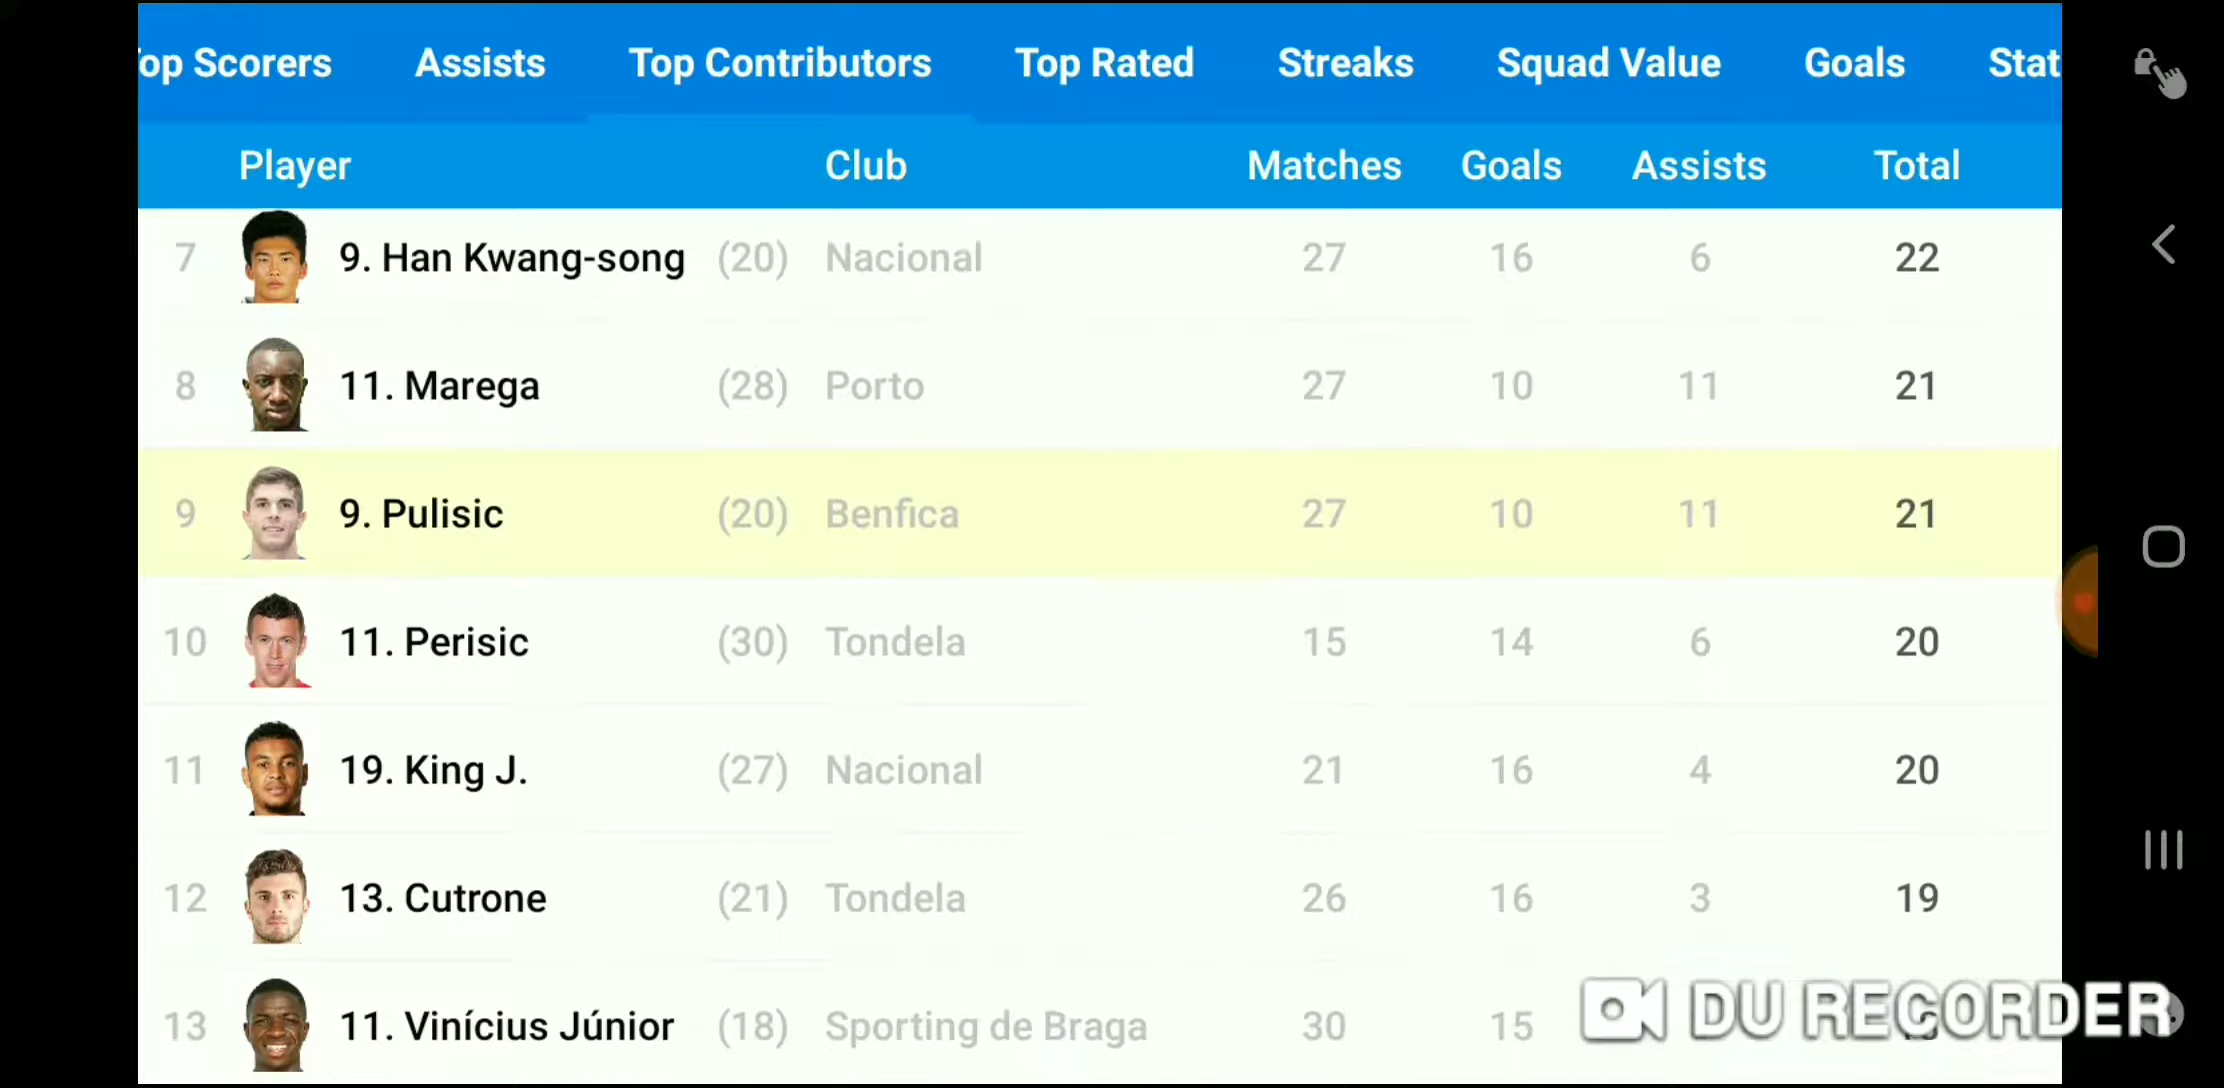 op Scorers Assists Top Contributors Top Rated Streaks Squad Value Goals Stat
Player Club Matches Goals Assists Total
7 9. Han Kwang-song (20) Nacional 27 16 6 22
8 11. Marega (28) Porto 27 10 11 21
9 9. Pulisic (20) Benfica 27 10 11 21
10 11. Perisic (30) Tondela 15 14 6 20
11 19. King J. (27) Nacional 21 16 4 20
12 13. Cutrone (21) Tondela 26 16 3 19
13 11. Vinícius Júnior (18) Sporting de Braga 30 15
DU RECORDER